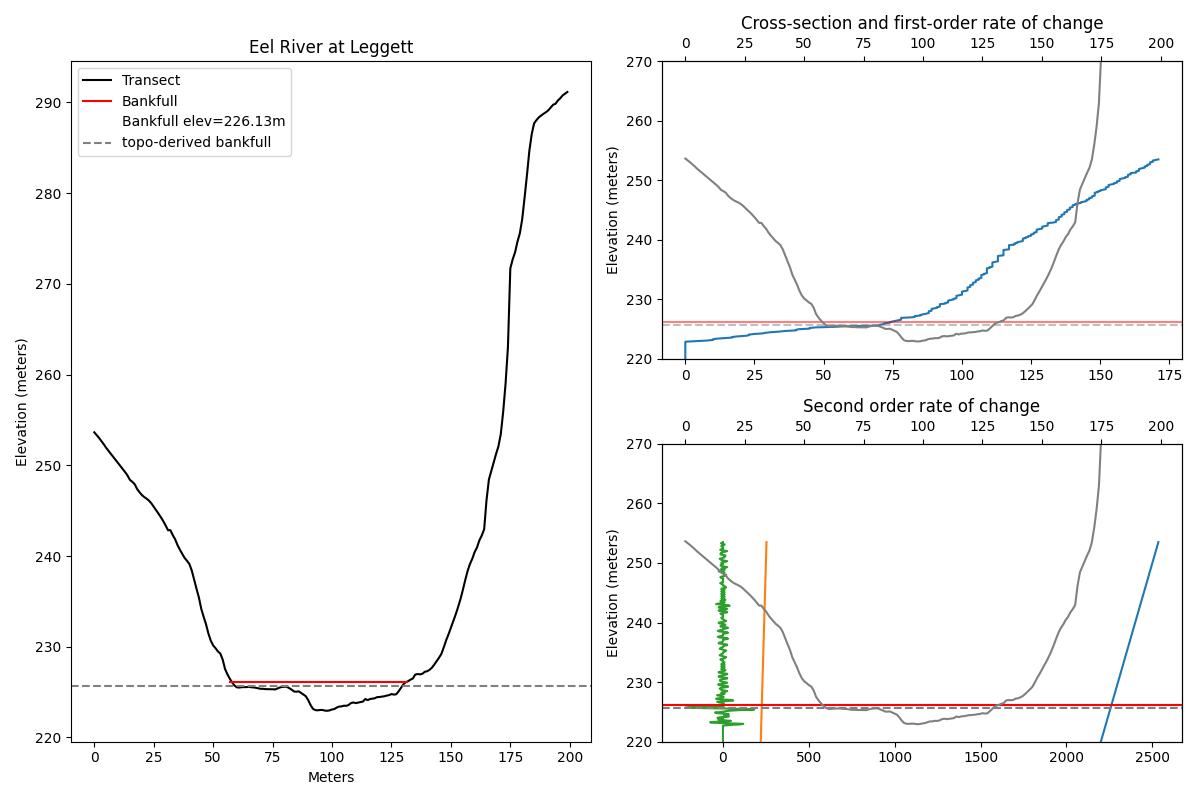 Eel River at Leggett
Transect
Bankfull
Bankfull elev=226.13m
topo-derived bankfull
290
280
270
260
250
240
230
220
Elevation (meters)
0 25 50 75 100 125 150 175 200
Meters
Cross-section and first-order rate of change
0 25 50 75 100 125 150 175 200
270
260
250
240
230
220
Elevation (meters)
0 25 50 75 100 125 150 175
Second order rate of change
0 25 50 75 100 125 150 175 200
270
260
250
240
230
220
Elevation (meters)
0 500 1000 1500 2000 2500